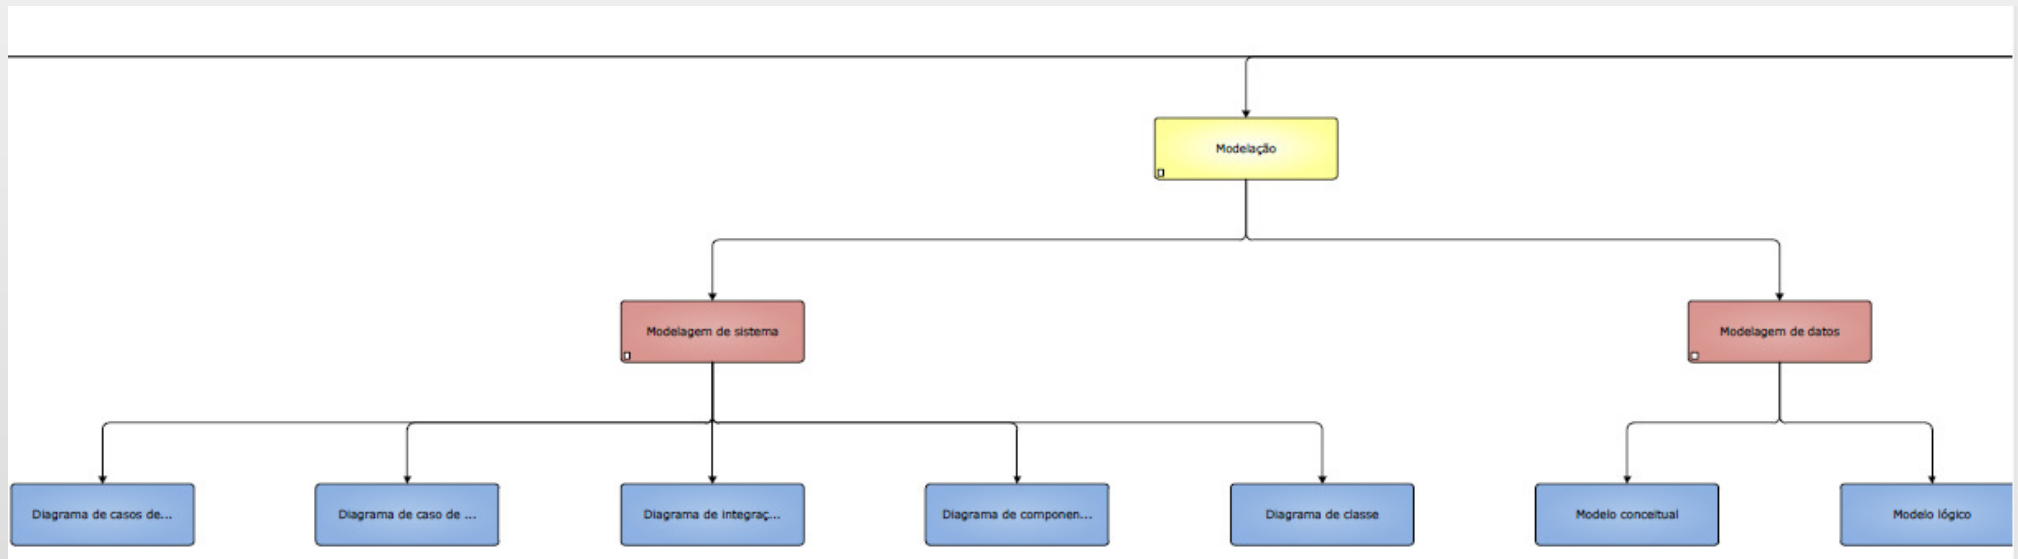 Modelação
Modelagem de sistema
Modelagem de datos
Diagrama de casos de...
Diagrama de caso de ...
Diagrama de integraç...
Diagrama de componen...
Diagrama de classe
Modelo conceitual
Modelo lógico